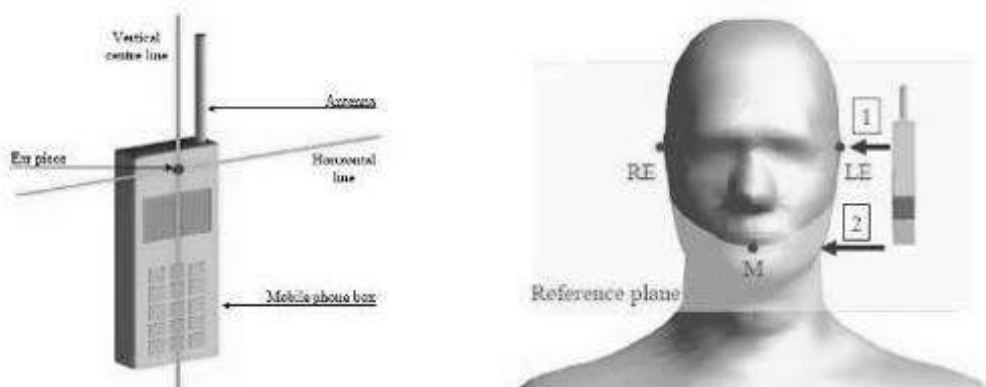 Vertical
centre line
Antenna
Ear piece
Horizontal
line
Mobile phone box
1
RE
LE
2
M
Reference plane